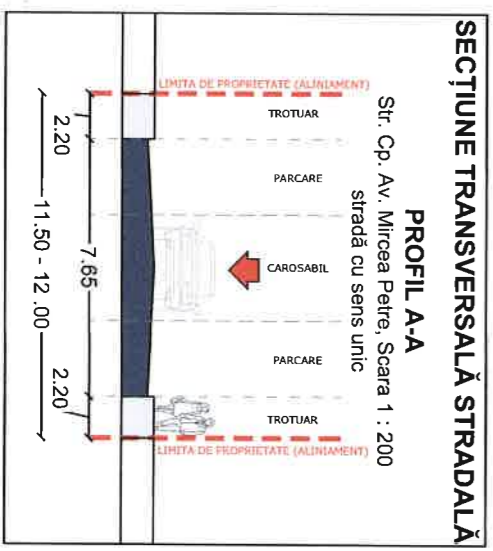 SECȚIUNE TRANSVERSALĂ STRADALĂ
PROFIL A-A
Str. Cp. Av. Mircea Petre, Scara 1 : 200
stradă cu sens unic
LIMITA DE PROPRIETATE (ALINIAMENT)
TROTUAR
PARCARE
CAROSABIL
PARCARE
TROTUAR
LIMITA DE PROPRIETATE (ALINIAMENT)
2.20
7.65
2.20
11.50 - 12 .00